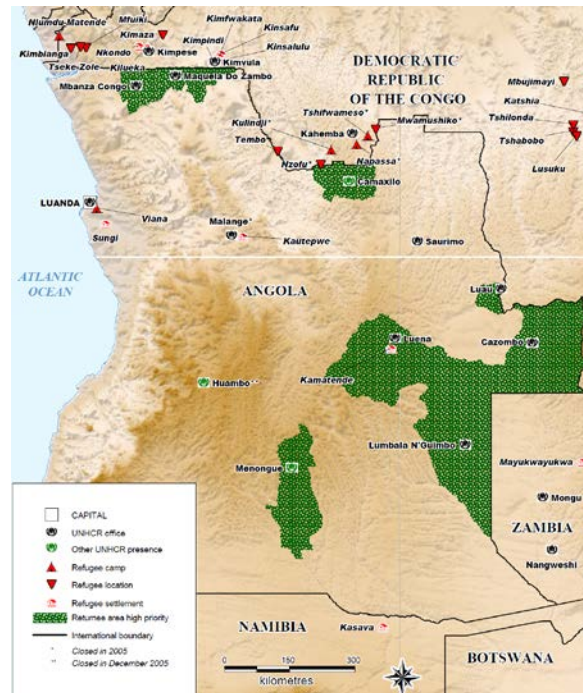 Nlumdu-Matende
Mfuiki
Kimaza
Kimfwakata
Kinsafu
Kimpindi
Kinsalulu
Kimbianga
Nkondo
Kimpese
Tseke-Zole
Kilueka
Kimvula
Maquela Do Zambo
Mbanza Congo
DEMOCRATIC
REPUBLIC
OF THE CONGO
Mbujimayi
Katshia
Tshilonda
Tshabobo
Lusuku
Tshifwameso*
Mwamushiko*
Kulindji*
Kahemba
Tembo*
Nzofu*
Napassa*
Camaxilo
LUANDA
Viana
Sungi
Malange*
Kautepwe
Saurimo
ATLANTIC
OCEAN
ANGOLA
Luau
Luena
Cazombo
Kamatende
Huambo**
Lumbala N'Guimbo
Menongue
Mayukwayukwa
Mongu
ZAMBIA
Nangweshi
CAPITAL
UNHCR office
Other UNHCR presence
Refugee camp
Refugee location
Refugee settlement
Returnee area high priority
International boundary
* Closed in 2005
** Closed in December 2005
NAMIBIA
Kasava
BOTSWANA
0 150 300
kilometres